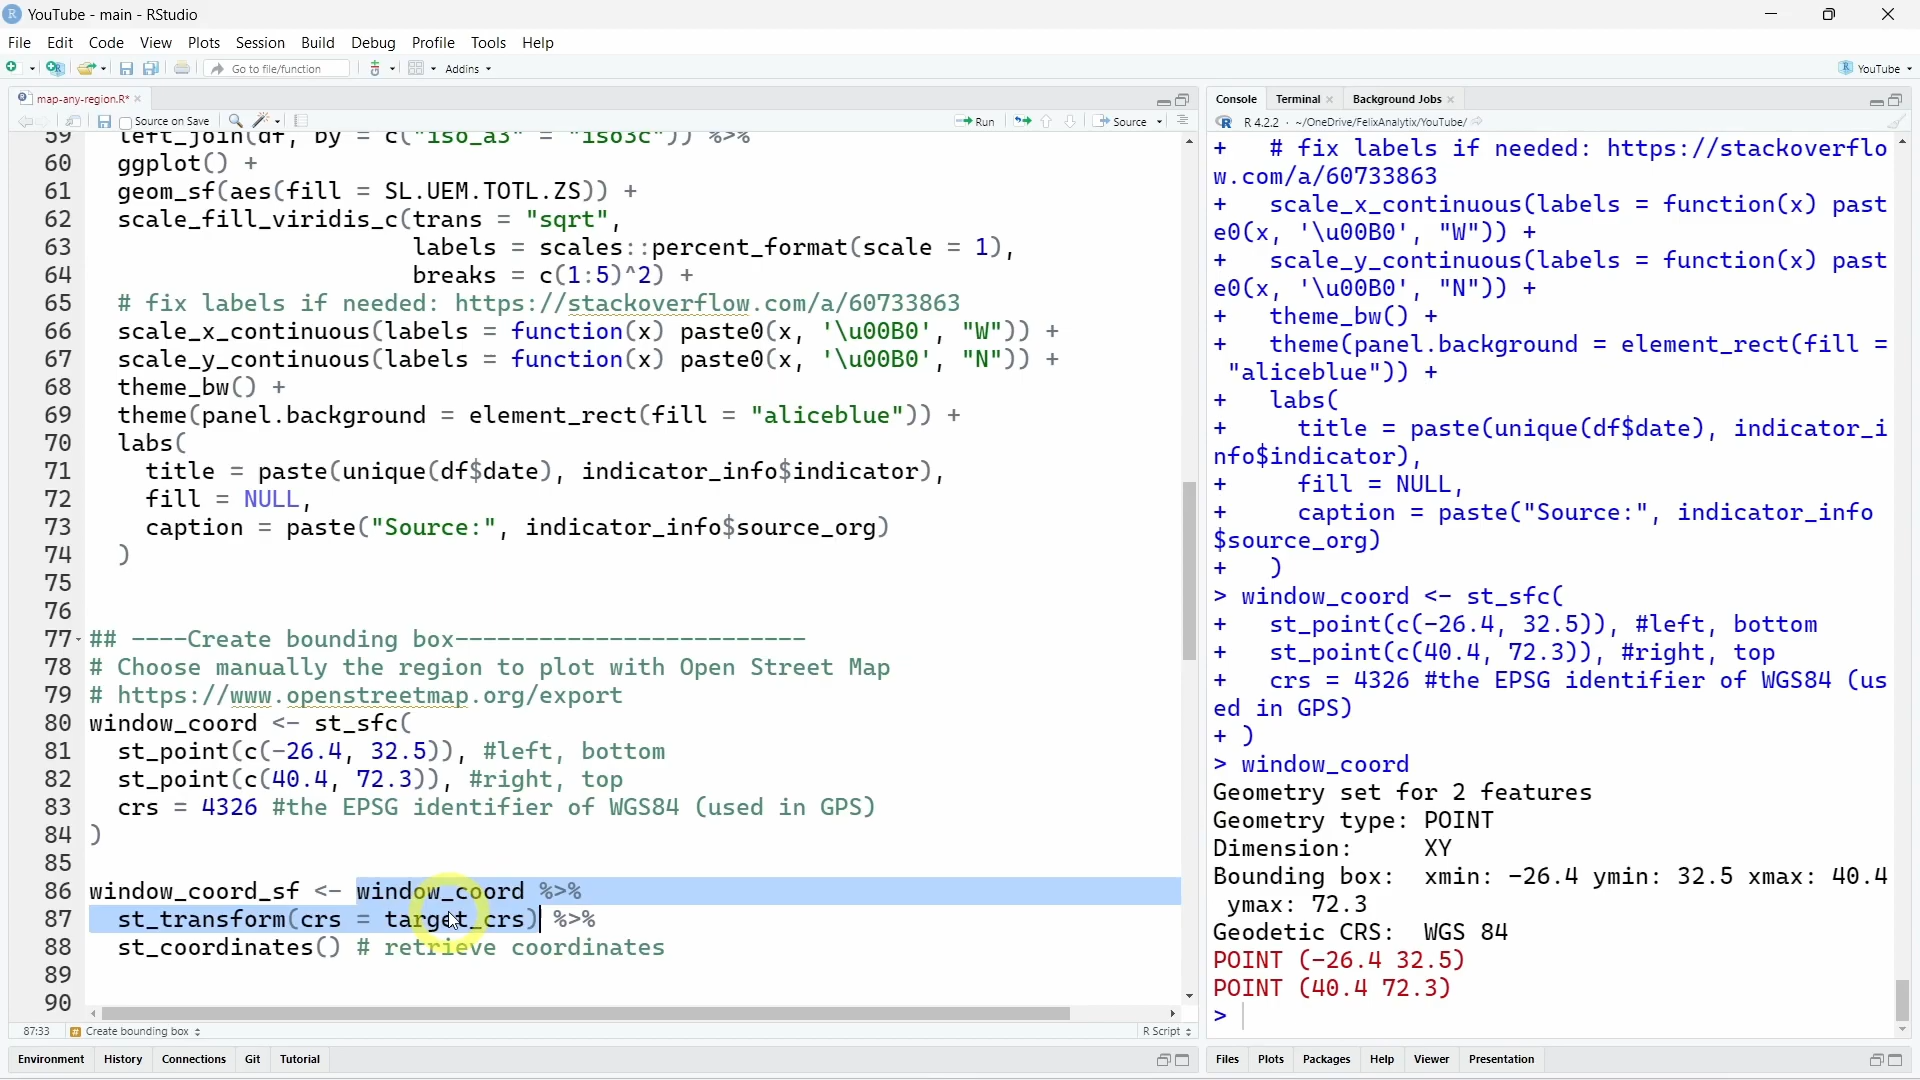 YouTube - main - RStudio
File Edit Code View Plots Session Build Debug Profile Tools Help
Go to file/function Addins YouTube
map-any-region.R*
Source on Save Run Source
59 left_join(df, by = c("iso_a3" = "iso3c")) %>%
60 ggplot() +
61 geom_sf(aes(fill = SL.UEM.TOTL.ZS)) +
62 scale_fill_viridis_c(trans = "sqrt",
63 labels = scales::percent_format(scale = 1),
64 breaks = c(1:5)^2) +
65 # fix labels if needed: https://stackoverflow.com/a/60733863
66 scale_x_continuous(labels = function(x) paste0(x, '\u00B0', "W")) +
67 scale_y_continuous(labels = function(x) paste0(x, '\u00B0', "N")) +
68 theme_bw() +
69 theme(panel.background = element_rect(fill = "aliceblue")) +
70 labs(
71 title = paste(unique(df$date), indicator_info$indicator),
72 fill = NULL,
73 caption = paste("Source:", indicator_info$source_org)
74 )
75
76
77 ## ----Create bounding box-------------------------
78 # Choose manually the region to plot with Open Street Map
79 # https://www.openstreetmap.org/export
80 window_coord <- st_sfc(
81 st_point(c(-26.4, 32.5)), #left, bottom
82 st_point(c(40.4, 72.3)), #right, top
83 crs = 4326 #the EPSG identifier of WGS84 (used in GPS)
84 )
85
86 window_coord_sf <- window_coord %>%
87 st_transform(crs = target_crs) %>%
88 st_coordinates() # retrieve coordinates
89
90
87:33 Create bounding box R Script
Environment History Connections Git Tutorial
Console Terminal Background Jobs
R 4.2.2 · ~/OneDrive/FelixAnalytix/YouTube/
+ # fix labels if needed: https://stackoverflo
w.com/a/60733863
+ scale_x_continuous(labels = function(x) past
e0(x, '\u00B0', "W")) +
+ scale_y_continuous(labels = function(x) past
e0(x, '\u00B0', "N")) +
+ theme_bw() +
+ theme(panel.background = element_rect(fill =
"aliceblue")) +
+ labs(
+ title = paste(unique(df$date), indicator_i
nfo$indicator),
+ fill = NULL,
+ caption = paste("Source:", indicator_info
$source_org)
+ )
> window_coord <- st_sfc(
+ st_point(c(-26.4, 32.5)), #left, bottom
+ st_point(c(40.4, 72.3)), #right, top
+ crs = 4326 #the EPSG identifier of WGS84 (us
ed in GPS)
+ )
> window_coord
Geometry set for 2 features
Geometry type: POINT
Dimension: XY
Bounding box: xmin: -26.4 ymin: 32.5 xmax: 40.4
ymax: 72.3
Geodetic CRS: WGS 84
POINT (-26.4 32.5)
POINT (40.4 72.3)
>
Files Plots Packages Help Viewer Presentation